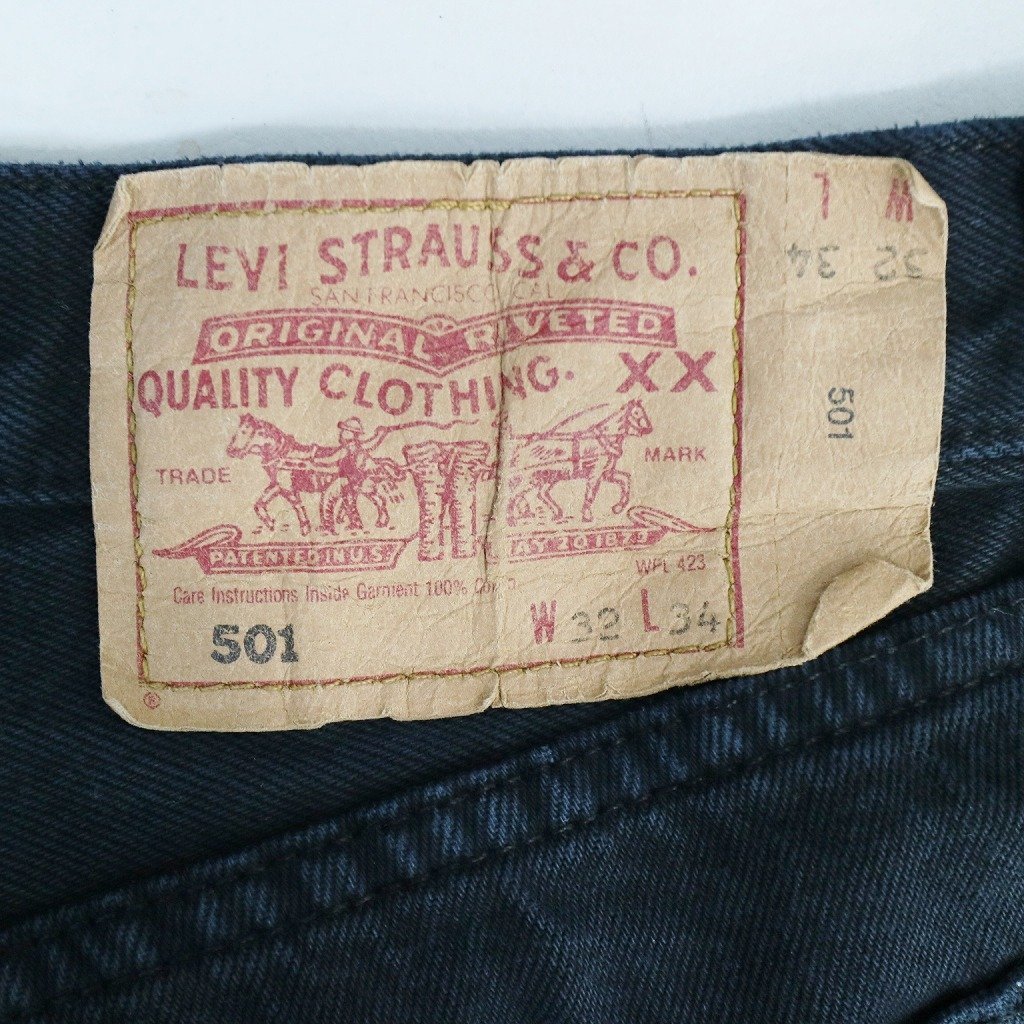 LEVI STRAUSS & CO.
SAN FRANCISCO CAL
ORIGINAL RIVETED
QUALITY CLOTHING. XX
TRADE MARK
PATENTED IN U.S. MAY 20 1873
WPL 423
Care Instructions Inside Garment 100%
501 W 32 L 34
®
W L
32 34
501